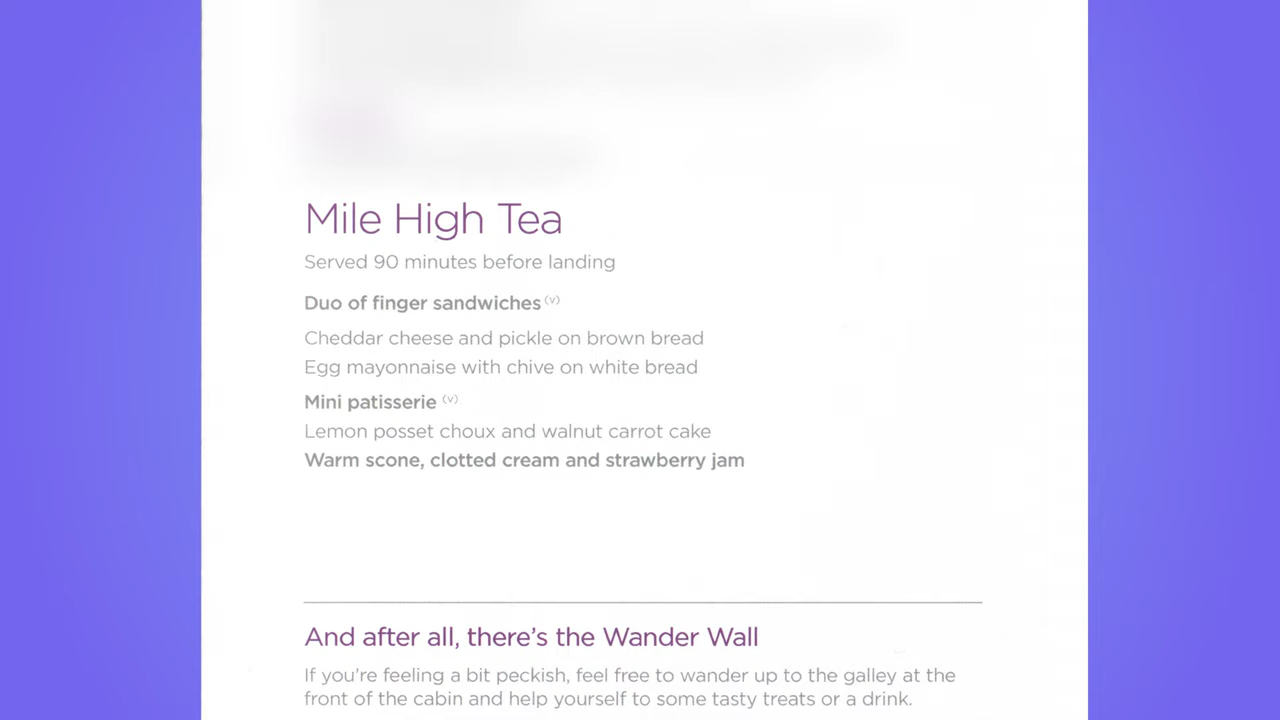 Mile High Tea
Served 90 minutes before landing
Duo of finger sandwiches (v)
Cheddar cheese and pickle on brown bread
Egg mayonnaise with chive on white bread
Mini patisserie (v)
Lemon posset choux and walnut carrot cake
Warm scone, clotted cream and strawberry jam
And after all, there’s the Wander Wall
If you’re feeling a bit peckish, feel free to wander up to the galley at the
front of the cabin and help yourself to some tasty treats or a drink.